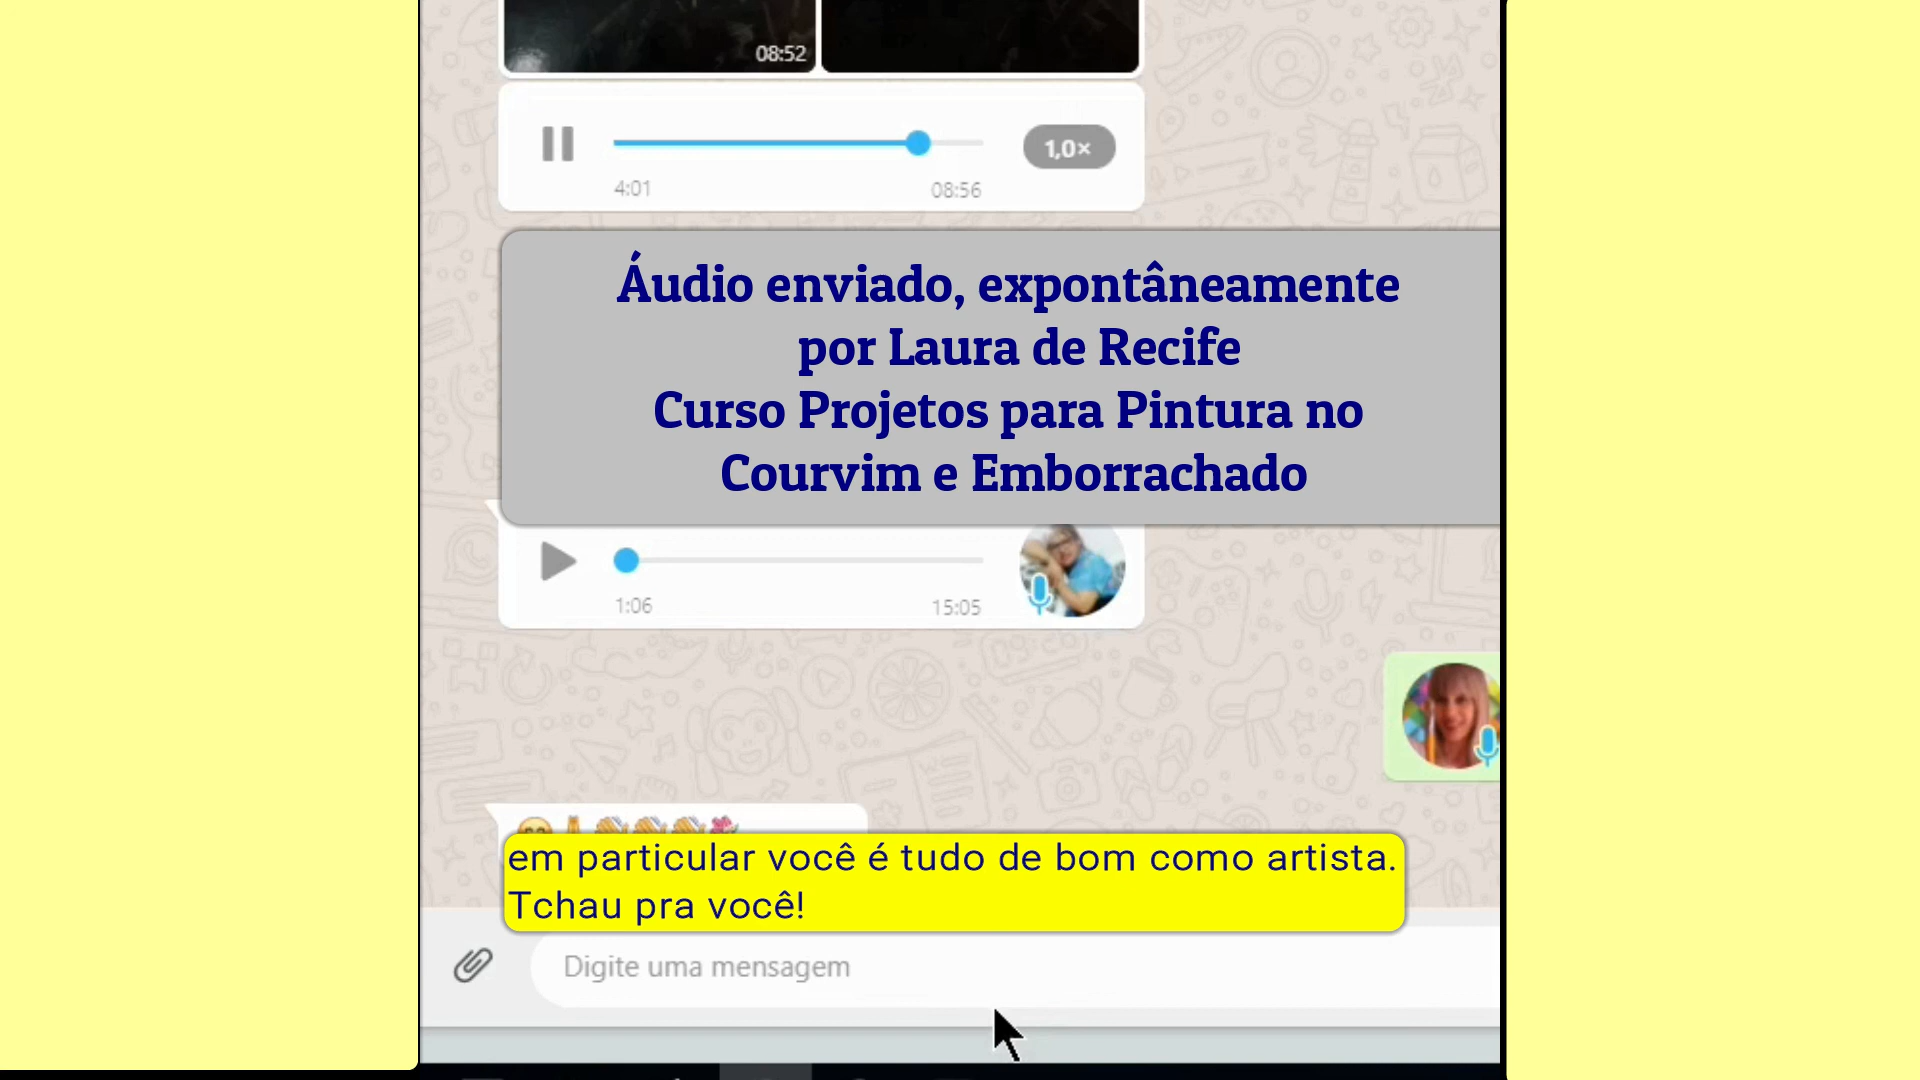 08:52
1,0×
4:01
08:56
Áudio enviado, expontâneamente
por Laura de Recife
Curso Projetos para Pintura no
Courvim e Emborrachado
1:06
15:05
em particular você é tudo de bom como artista.
Tchau pra você!
Digite uma mensagem